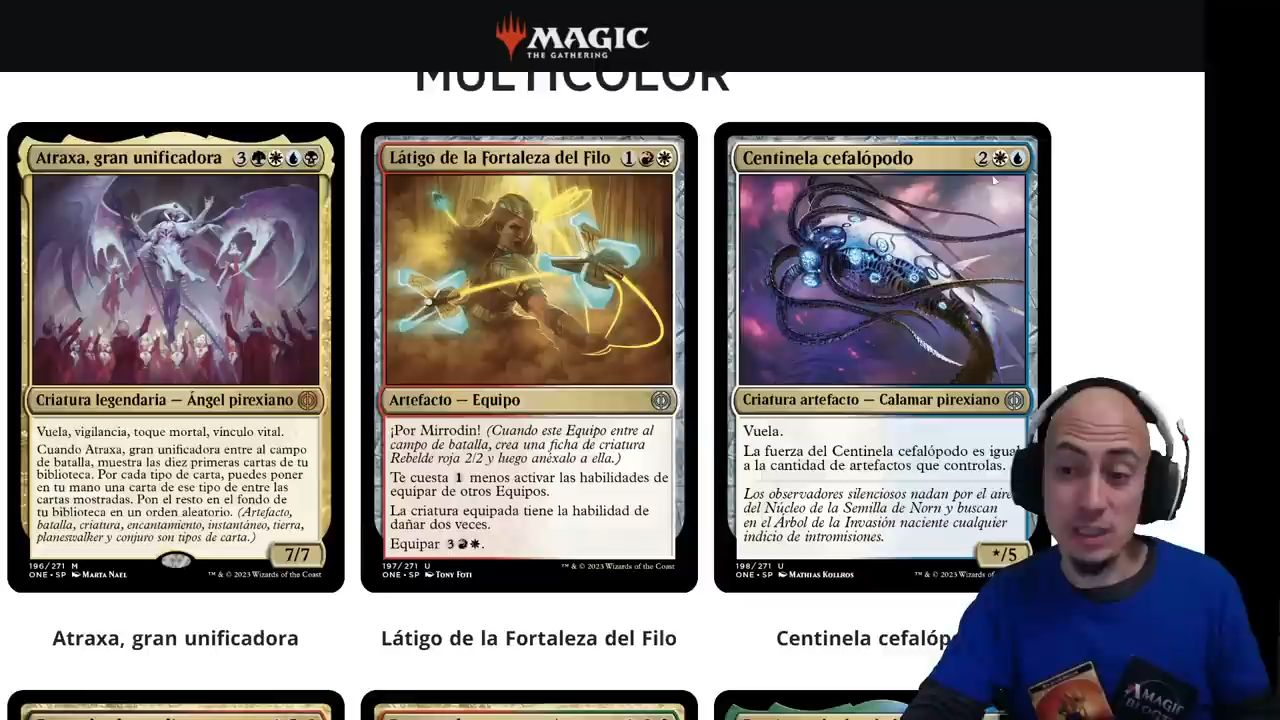 MAGIC
THE GATHERING
MULTICOLOR
Atraxa, gran unificadora 3
Criatura legendaria — Ángel pirexiano
Vuela, vigilancia, toque mortal, vínculo vital.
Cuando Atraxa, gran unificadora entre al campo
de batalla, muestra las diez primeras cartas de tu
biblioteca. Por cada tipo de carta, puedes poner
en tu mano una carta de ese tipo de entre las
cartas mostradas. Pon el resto en el fondo de
tu biblioteca en un orden aleatorio. (Artefacto,
batalla, criatura, encantamiento, instantáneo, tierra,
planeswalker y conjuro son tipos de carta.)
7/7
196/271 M
ONE • SP MARTA NAEL
™ & © 2023 Wizards of the Coast
Látigo de la Fortaleza del Filo 1
Artefacto — Equipo
¡Por Mirrodin! (Cuando este Equipo entre al
campo de batalla, crea una ficha de criatura
Rebelde roja 2/2 y luego anéxalo a ella.)
Te cuesta 1 menos activar las habilidades de
equipar de otros Equipos.
La criatura equipada tiene la habilidad de
dañar dos veces.
Equipar 3
197/271 U
ONE • SP TONY FOTI
™ & © 2023 Wizards of the Coast
Centinela cefalópodo 2
Criatura artefacto — Calamar pirexiano
Vuela.
La fuerza del Centinela cefalópodo es igual
a la cantidad de artefactos que controlas.
Los observadores silenciosos nadan por el aire
del Núcleo de la Semilla de Norn y buscan
en el Árbol de la Invasión naciente cualquier
indicio de intromisiones.
*/5
198/271 U
ONE • SP MATHIAS KOLLROS
™ & © 2023 Wizards of
Atraxa, gran unificadora
Látigo de la Fortaleza del Filo
Centinela
MAGIC